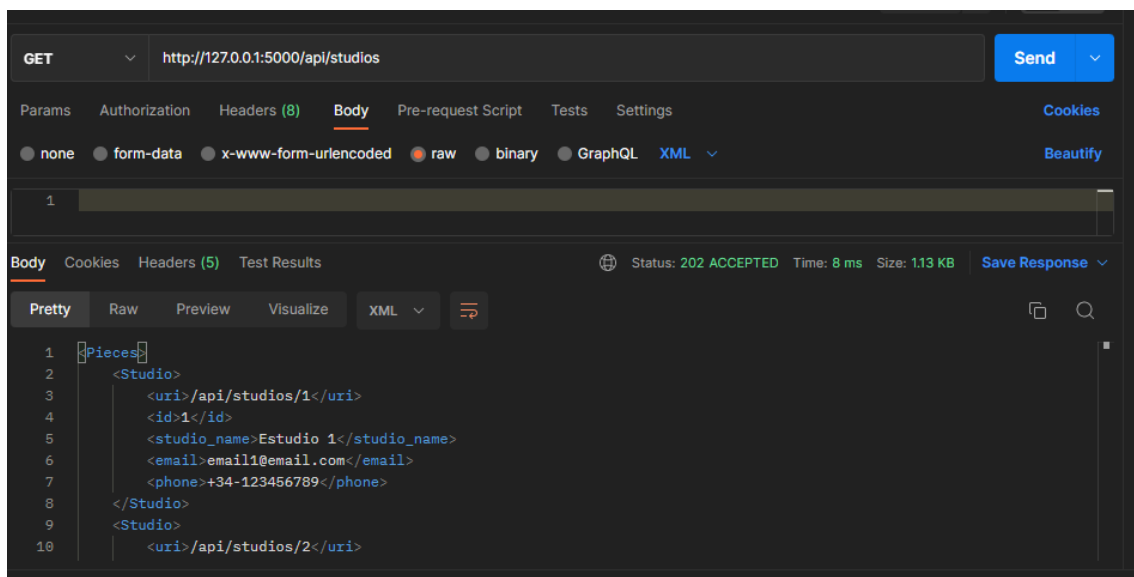 GET http://127.0.0.1:5000/api/studios Send
Params Authorization Headers (8) Body Pre-request Script Tests Settings Cookies
none form-data x-www-form-urlencoded raw binary GraphQL XML Beautify
1
Body Cookies Headers (5) Test Results Status: 202 ACCEPTED Time: 8 ms Size: 1.13 KB Save Response
Pretty Raw Preview Visualize XML
1 <Pieces>
2 <Studio>
3 <uri>/api/studios/1</uri>
4 <id>1</id>
5 <studio_name>Estudio 1</studio_name>
6 <email>email1@email.com</email>
7 <phone>+34-123456789</phone>
8 </Studio>
9 <Studio>
10 <uri>/api/studios/2</uri>